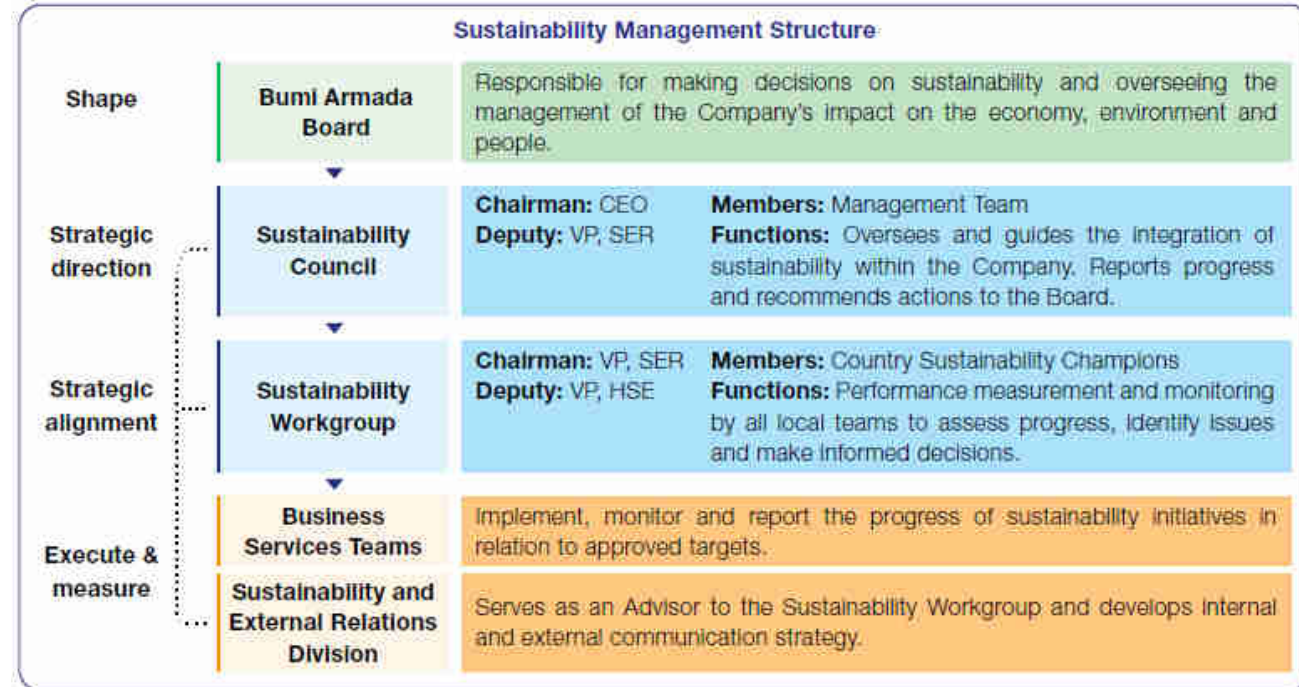 Sustainability Management Structure
Shape
Bumi Armada
Board
Responsible for making decisions on sustainability and overseeing the
management of the Company's impact on the economy, environment and
people.
Strategic
direction
Sustainability
Council
Chairman: CEO
Deputy: VP, SER
Members: Management Team
Functions: Oversees and guides the integration of
sustainability within the Company. Reports progress
and recommends actions to the Board.
Strategic
alignment
Sustainability
Workgroup
Chairman: VP, SER
Deputy: VP, HSE
Members: Country Sustainability Champions
Functions: Performance measurement and monitoring
by all local teams to assess progress, identify issues
and make informed decisions.
Execute &
measure
Business
Services Teams
Implement, monitor and report the progress of sustainability initiatives in
relation to approved targets.
Sustainability and
External Relations
Division
Serves as an Advisor to the Sustainability Workgroup and develops internal
and external communication strategy.